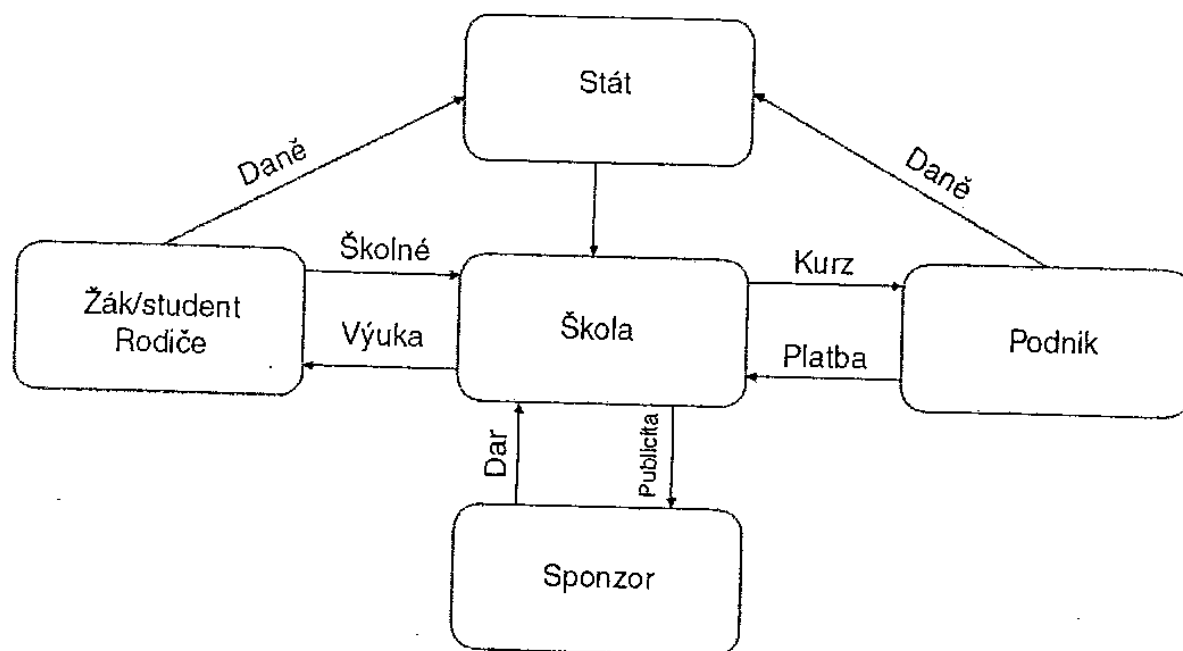 Stát
Daně
Daně
Školné
Kurz
Žák/student
Rodiče
Škola
Podnik
Výuka
Platba
Dar
Publicita
Sponzor